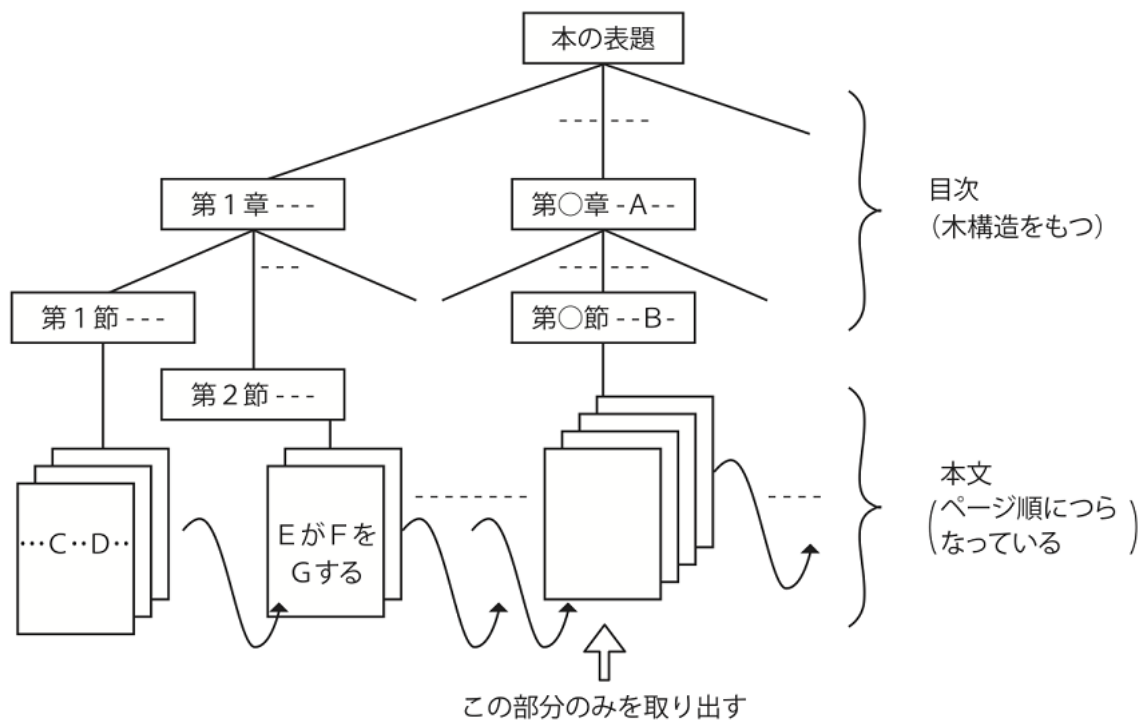 本の表題
第1章---
第○章-A--
目次
（木構造をもつ）
第1節---
第○節--B-
第2節---
…C‥D‥
EがFを
Gする
本文
（ページ順につら
なっている）
この部分のみを取り出す